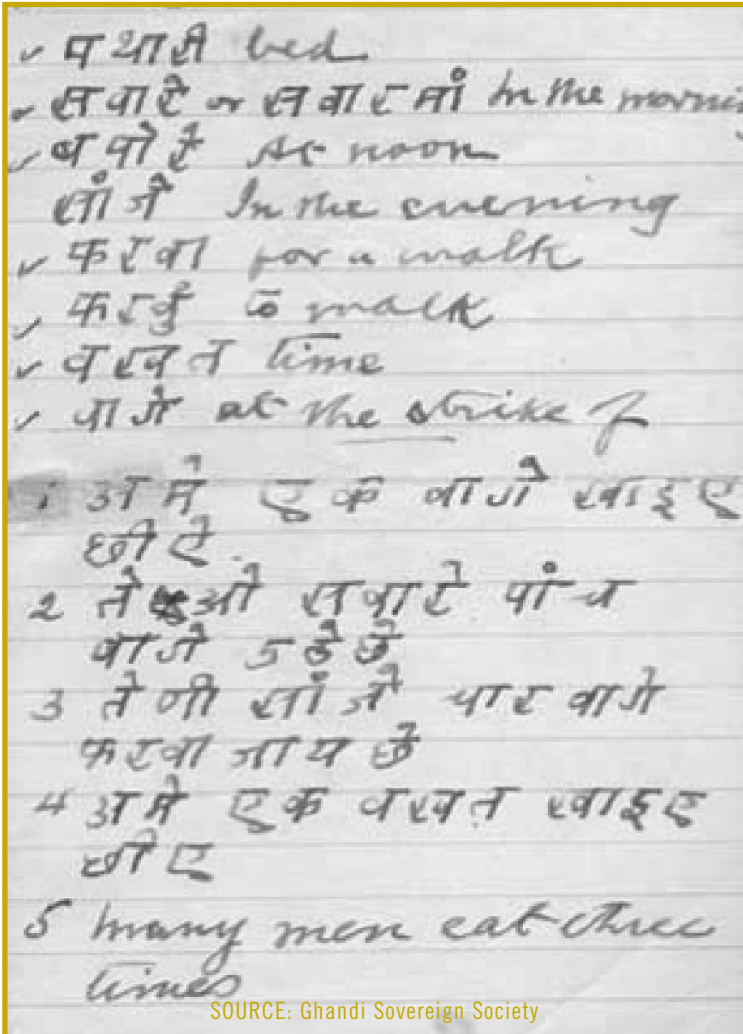 ✓ पथारी bed
✓ सवारे or सवारमां In the morni
✓ बपोरे At noon
सांजे In the evening
✓ फरवा for a walk
✓ फरवुं to walk
✓ वखत time
✓ वागे at the strike of
1 अमे एक वागे खाइए
छीऐ.
2 तेओ सवारे पांच
वागे उठे छे
3 तेणी सांजे चार वागे
फरवा जाय छे
4 अमे एक वखत खाइए
छीए
5 many men eat three
times
SOURCE: Ghandi Sovereign Society